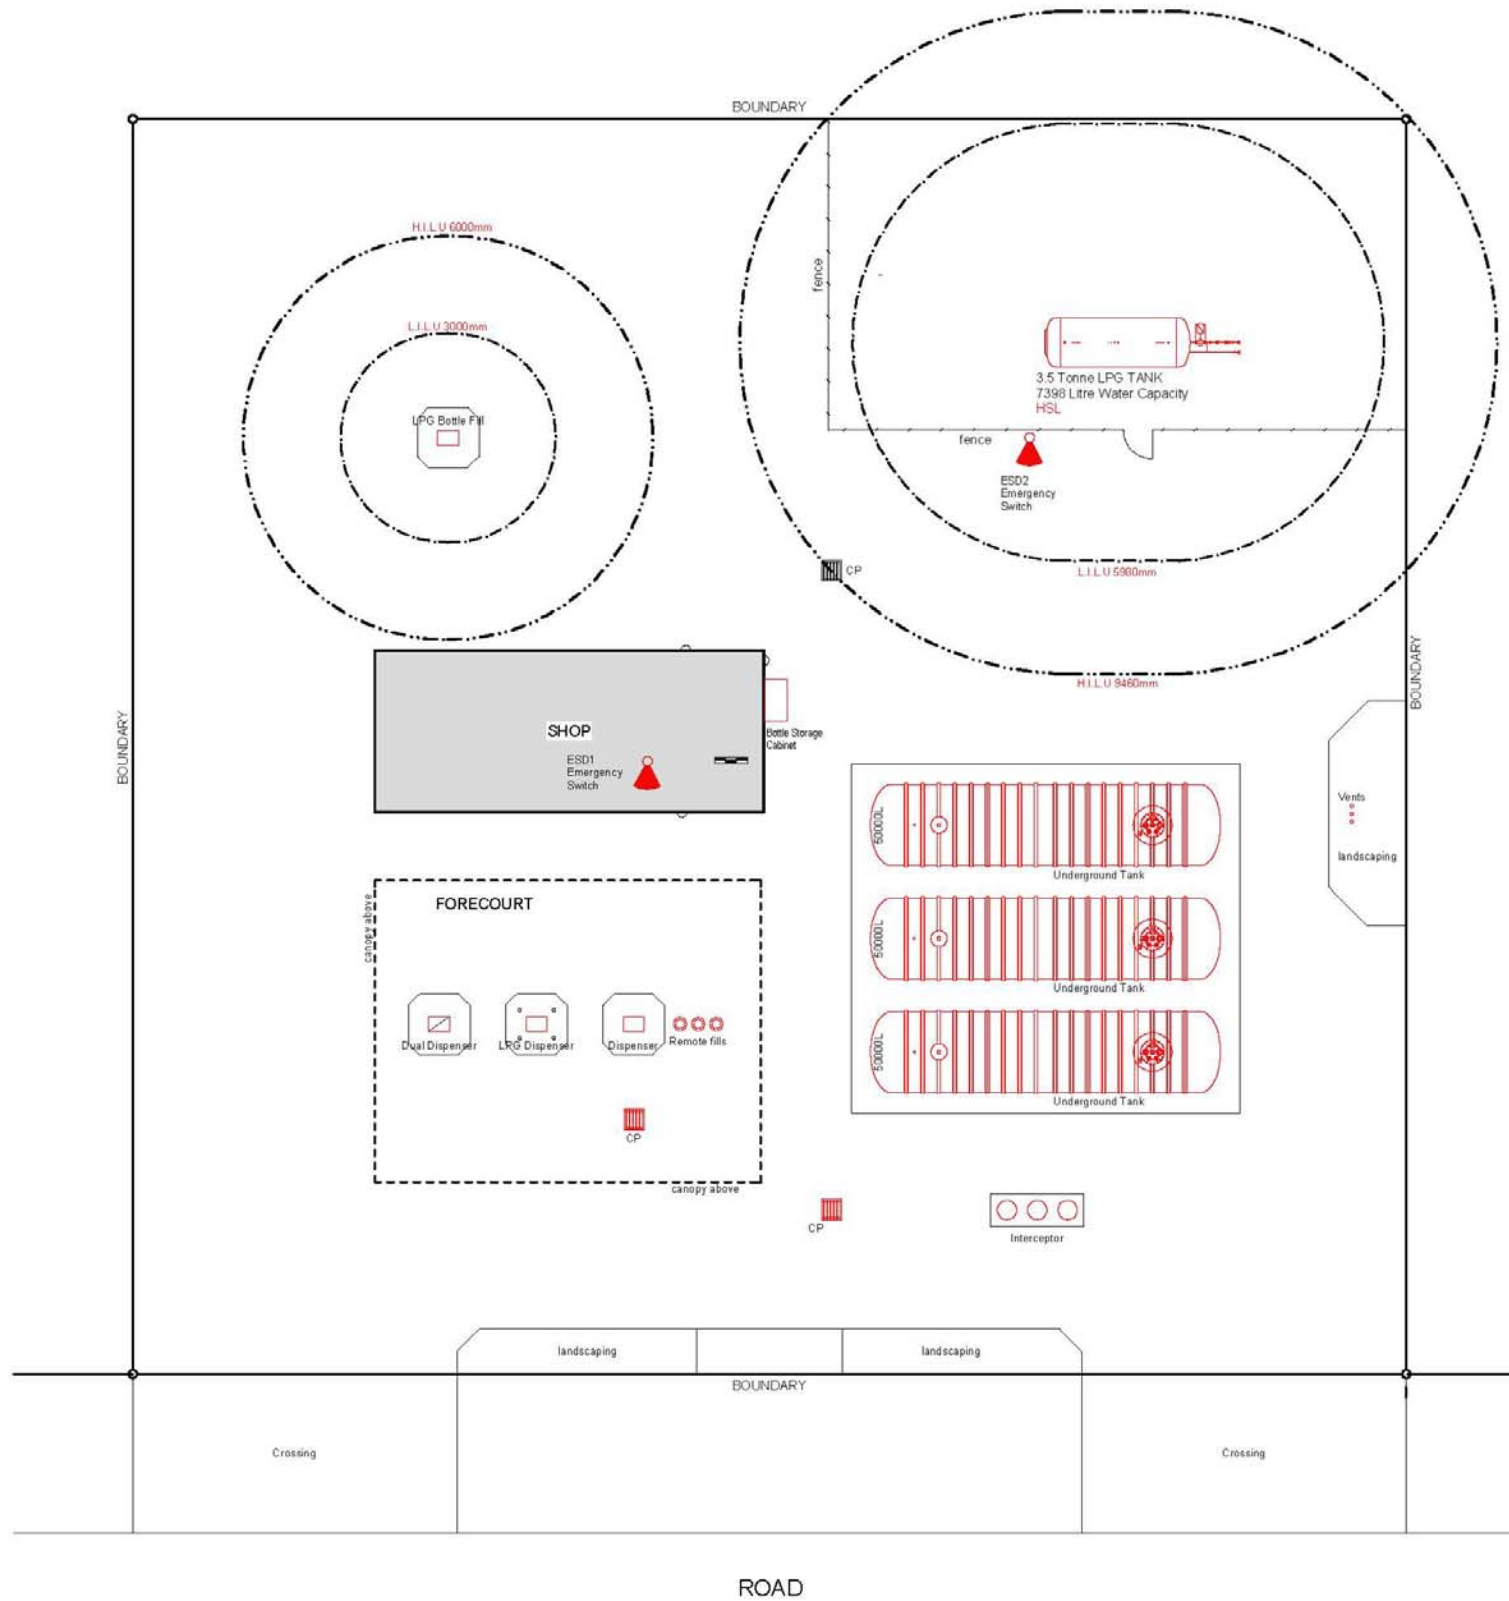 BOUNDARY
H.I.L.U 6000mm
L.I.L.U 3000mm
LPG Bottle Fill
fence
3.5 Tonne LPG TANK
7398 Litre Water Capacity
HSL
fence
ESD2
Emergency
Switch
CP
L.I.L.U 5980mm
H.I.L.U 9460mm
BOUNDARY
BOUNDARY
SHOP
ESD1
Emergency
Switch
Bottle Storage
Cabinet
50000L
Underground Tank
Vents
landscaping
FORECOURT
canopy above
50000L
Underground Tank
Dual Dispenser
LPG Dispenser
Dispenser
Remote fills
50000L
Underground Tank
CP
canopy above
CP
Interceptor
landscaping
landscaping
BOUNDARY
Crossing
Crossing
ROAD